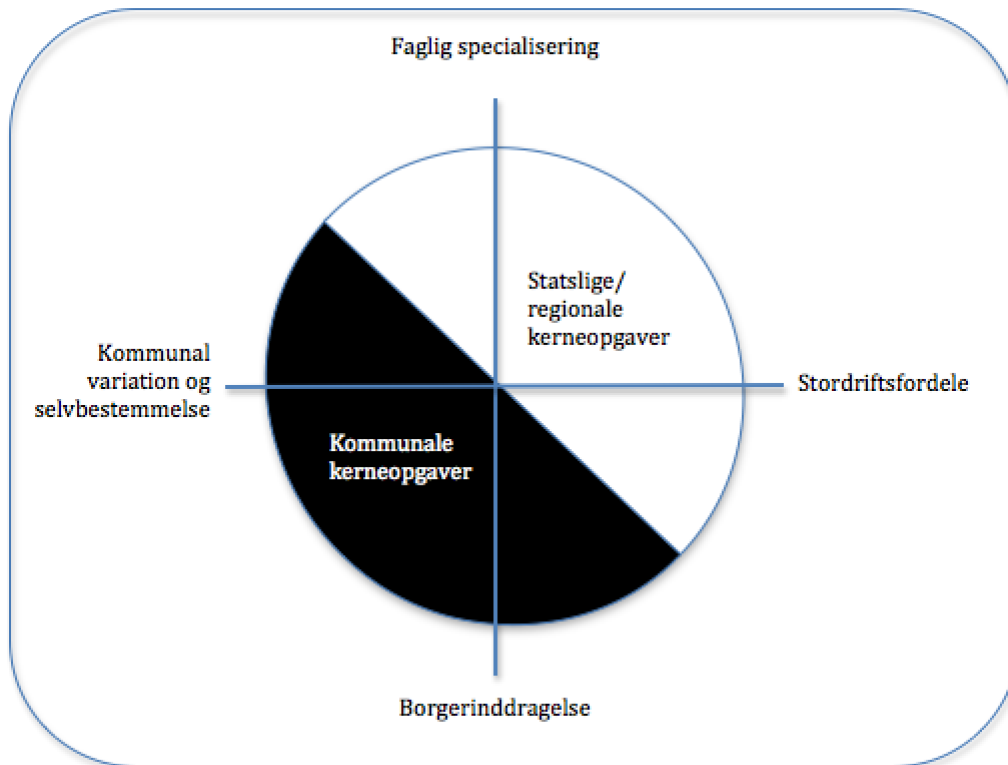 Faglig specialisering
Statslige/
regionale
kerneopgaver
Kommunal
variation og
selvbestemmelse
Stordriftsfordele
Kommunale
kerneopgaver
Borgerinddragelse